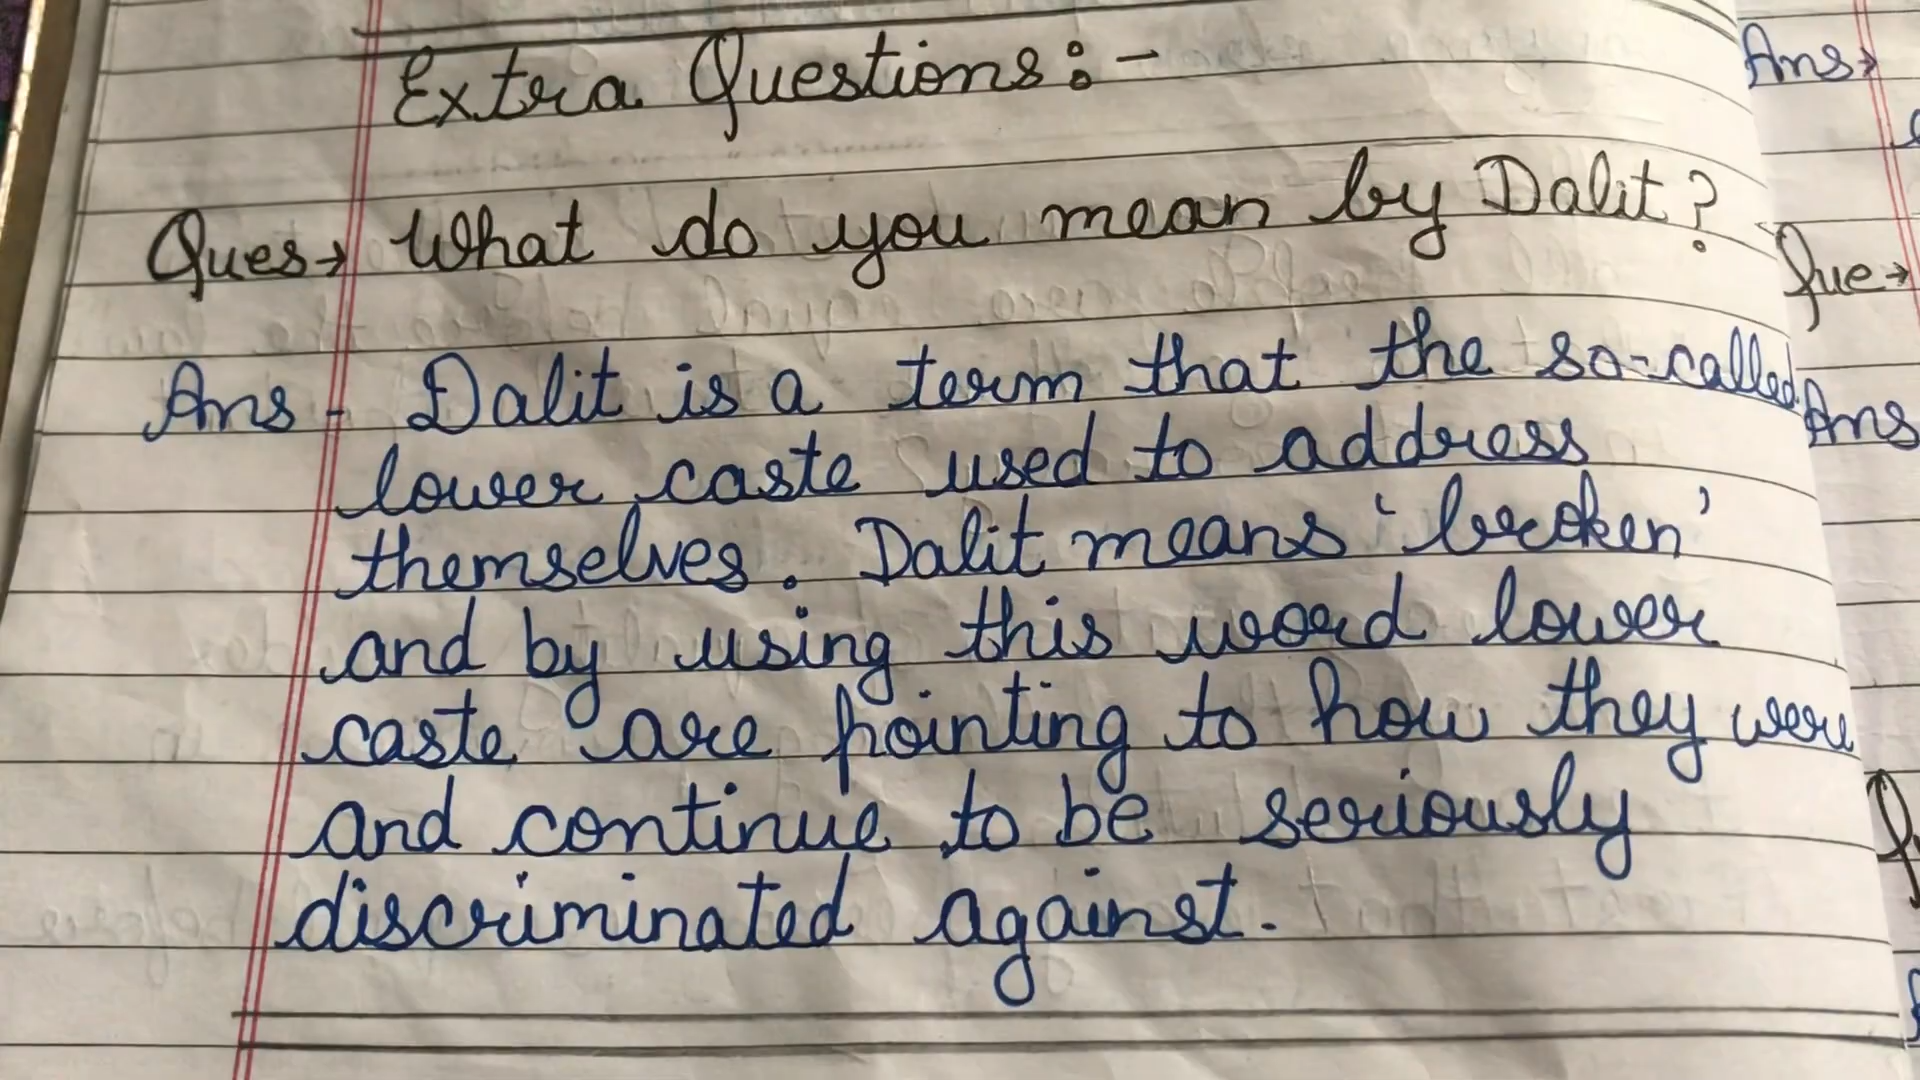 Extra Questions:-
Ques→ What do you mean by Dalit?
Ans - Dalit is a term that the so-called
lower caste used to address
themselves. Dalit means 'broken'
and by using this word lower
caste are pointing to how they were
and continue to be seriously
discriminated against.
Ans→
Que→
Ans